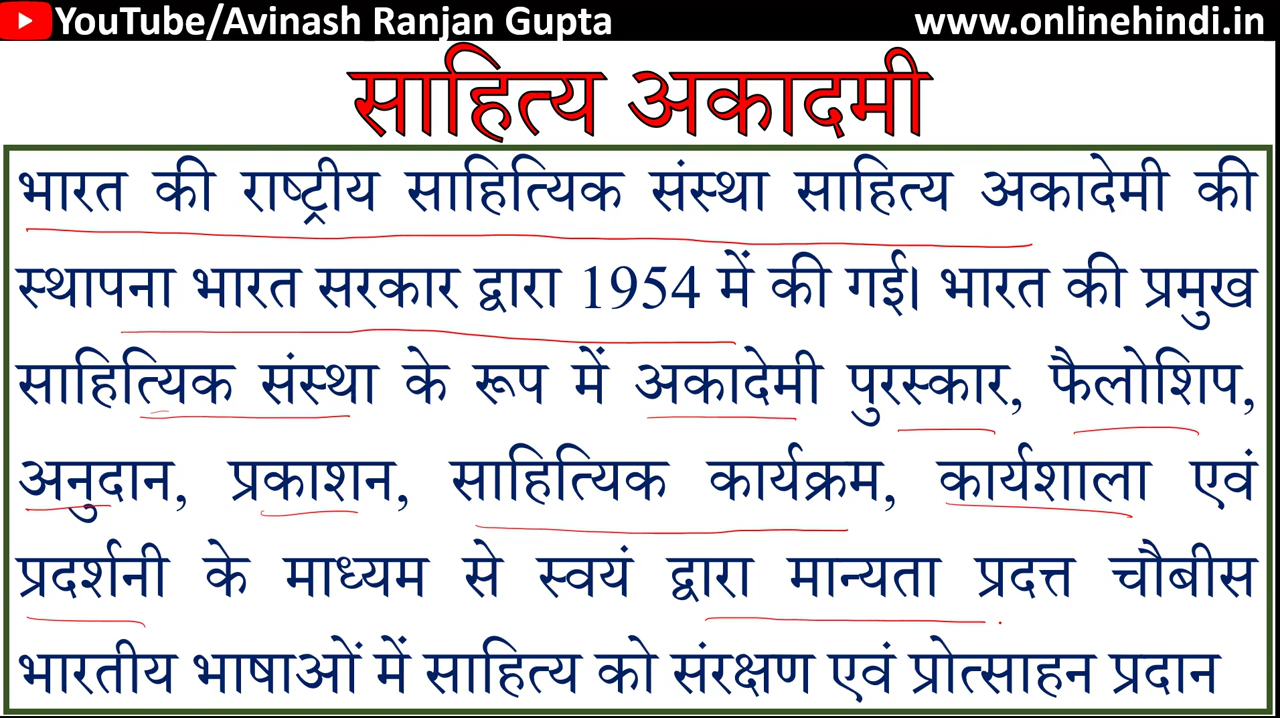 YouTube/Avinash Ranjan Gupta www.onlinehindi.in
साहित्य अकादमी
भारत की राष्ट्रीय साहित्यिक संस्था साहित्य अकादेमी की
स्थापना भारत सरकार द्वारा 1954 में की गई। भारत की प्रमुख
साहित्यिक संस्था के रूप में अकादेमी पुरस्कार, फैलोशिप,
अनुदान, प्रकाशन, साहित्यिक कार्यक्रम, कार्यशाला एवं
प्रदर्शनी के माध्यम से स्वयं द्वारा मान्यता प्रदत्त चौबीस
भारतीय भाषाओं में साहित्य को संरक्षण एवं प्रोत्साहन प्रदान